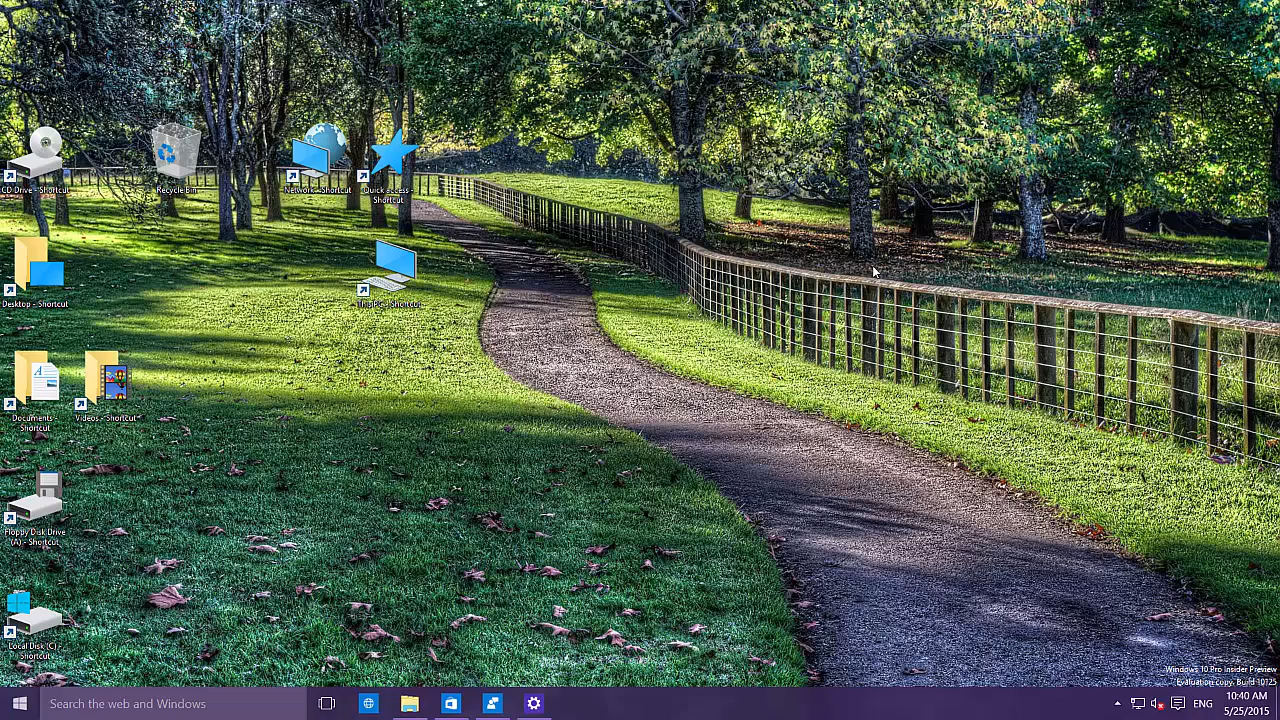 CD Drive - Shortcut
Recycle Bin
Network - Shortcut
Quick access -
Shortcut
Desktop - Shortcut
This PC - Shortcut
Documents -
Shortcut
Videos - Shortcut
Floppy Disk Drive
(A) - Shortcut
Local Disk (C) -
Shortcut
Windows 10 Pro Insider Preview
Evaluation copy. Build 10125
Search the web and Windows
ENG
10:40 AM
5/25/2015